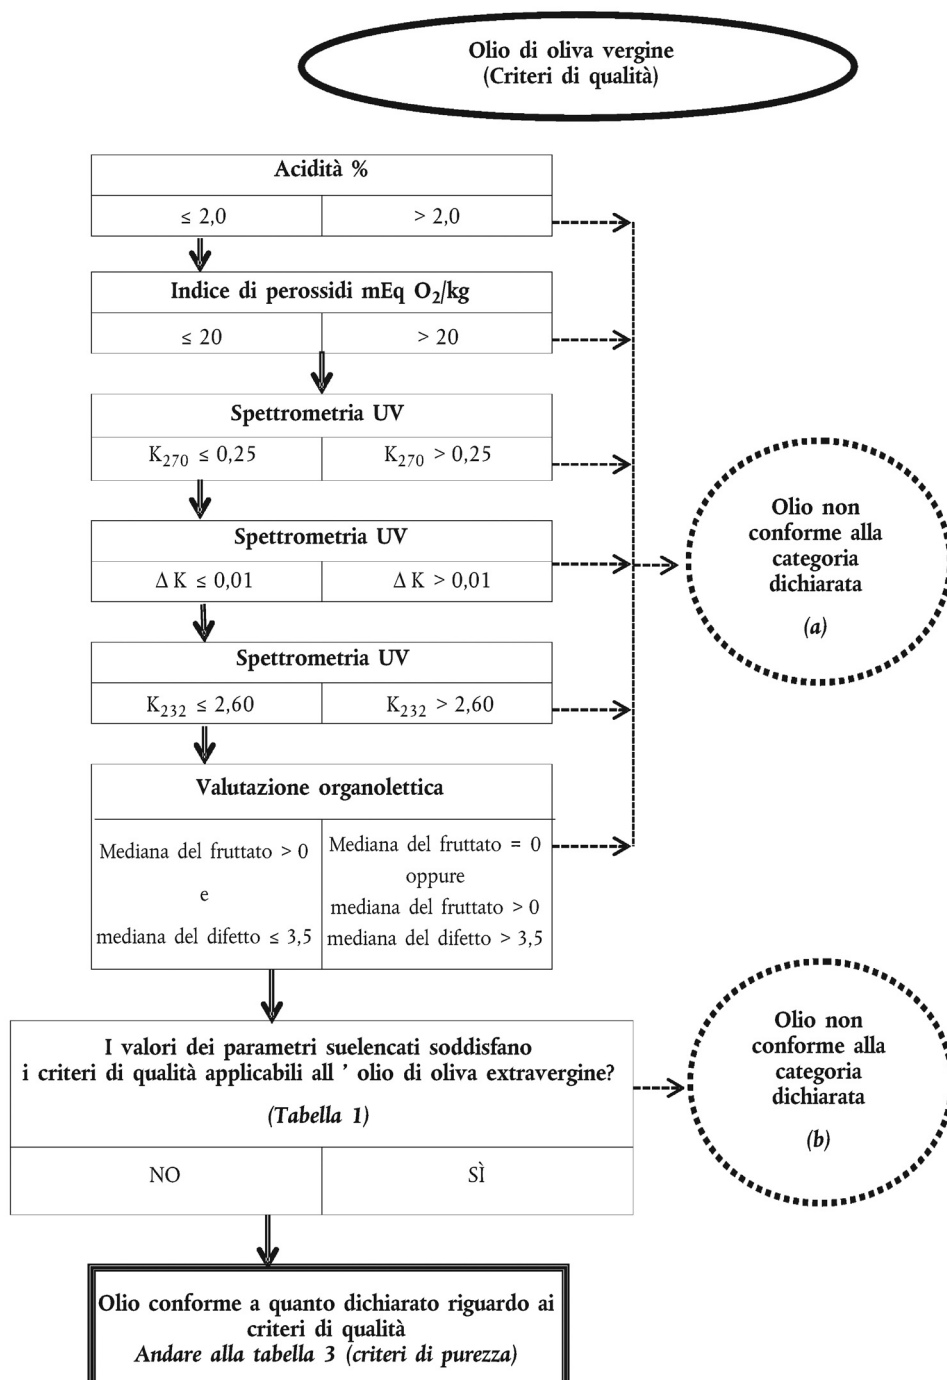 Olio di oliva vergine
(Criteri di qualità)
Acidità %
≤ 2,0
> 2,0
Indice di perossidi mEq O₂/kg
≤ 20
> 20
Spettrometria UV
K₂₇₀ ≤ 0,25
K₂₇₀ > 0,25
Spettrometria UV
Δ K ≤ 0,01
Δ K > 0,01
Spettrometria UV
K₂₃₂ ≤ 2,60
K₂₃₂ > 2,60
Valutazione organolettica
Mediana del fruttato > 0
e
mediana del difetto ≤ 3,5
Mediana del fruttato = 0
oppure
mediana del fruttato > 0
mediana del difetto > 3,5
Olio non
conforme alla
categoria
dichiarata
(a)
I valori dei parametri suelencati soddisfano
i criteri di qualità applicabili all ’ olio di oliva extravergine?
(Tabella 1)
NO
SÌ
Olio non
conforme alla
categoria
dichiarata
(b)
Olio conforme a quanto dichiarato riguardo ai
criteri di qualità
Andare alla tabella 3 (criteri di purezza)